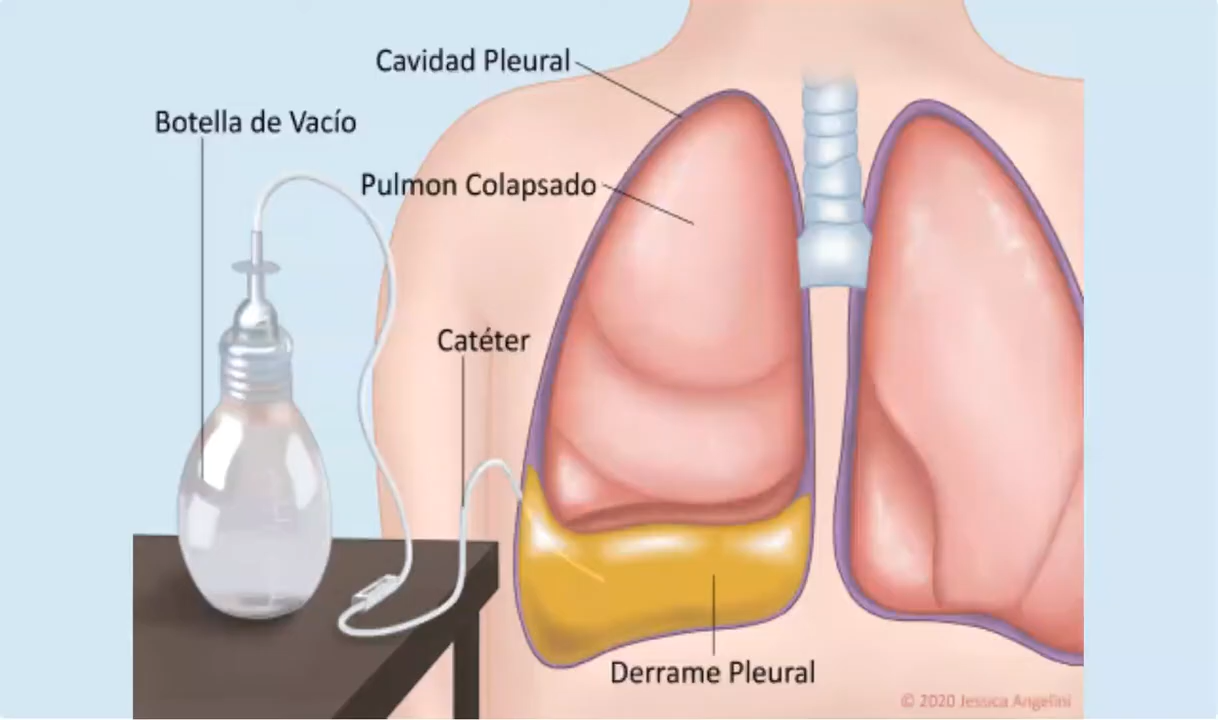 Cavidad Pleural
Botella de Vacío
Pulmon Colapsado
Catéter
Derrame Pleural
© 2020 Jessica Angelini